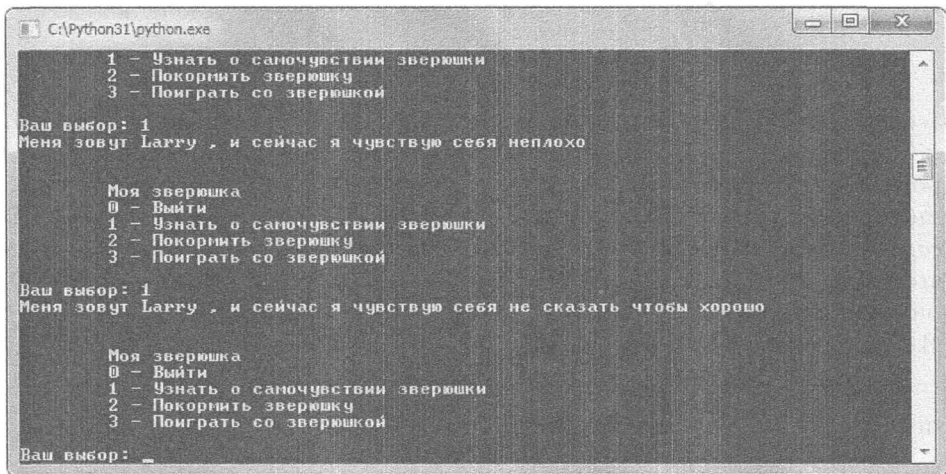 C:\Python31\python.exe
1 - Узнать о самочувствии зверюшки
2 - Покормить зверюшку
3 - Поиграть со зверюшкой
Ваш выбор: 1
Меня зовут Larry , и сейчас я чувствую себя неплохо
Моя зверюшка
0 - Выйти
1 - Узнать о самочувствии зверюшки
2 - Покормить зверюшку
3 - Поиграть со зверюшкой
Ваш выбор: 1
Меня зовут Larry , и сейчас я чувствую себя не сказать чтобы хорошо
Моя зверюшка
0 - Выйти
1 - Узнать о самочувствии зверюшки
2 - Покормить зверюшку
3 - Поиграть со зверюшкой
Ваш выбор: _